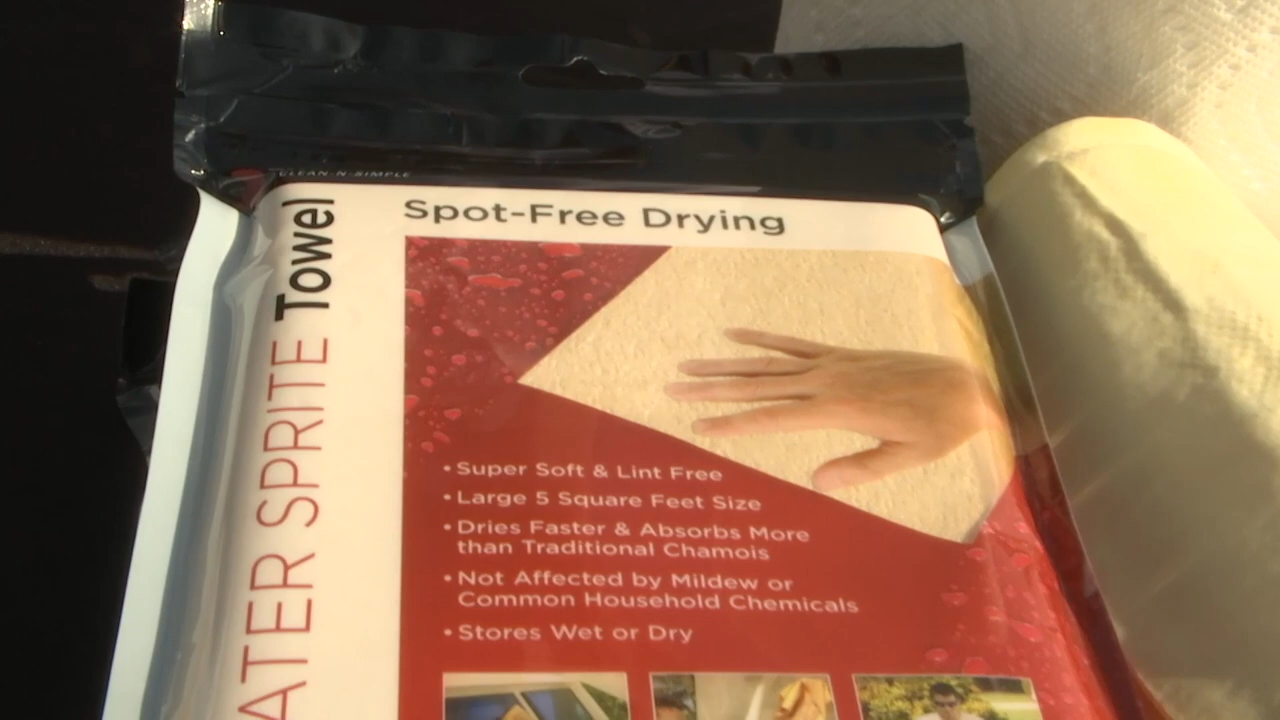 CLEAN-N-SIMPLE
Spot-Free Drying
ATER SPRITE Towel
• Super Soft & Lint Free
• Large 5 Square Feet Size
• Dries Faster & Absorbs More
than Traditional Chamois
• Not Affected by Mildew or
Common Household Chemicals
• Stores Wet or Dry